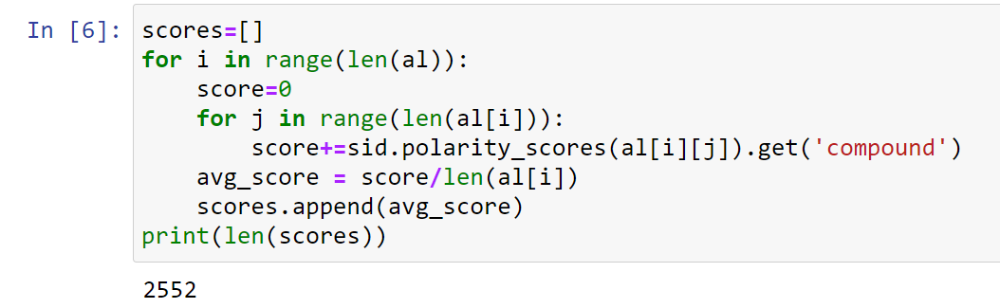 In [6]: scores=[]
for i in range(len(al)):
    score=0
    for j in range(len(al[i])):
        score+=sid.polarity_scores(al[i][j]).get('compound')
    avg_score = score/len(al[i])
    scores.append(avg_score)
print(len(scores))
2552